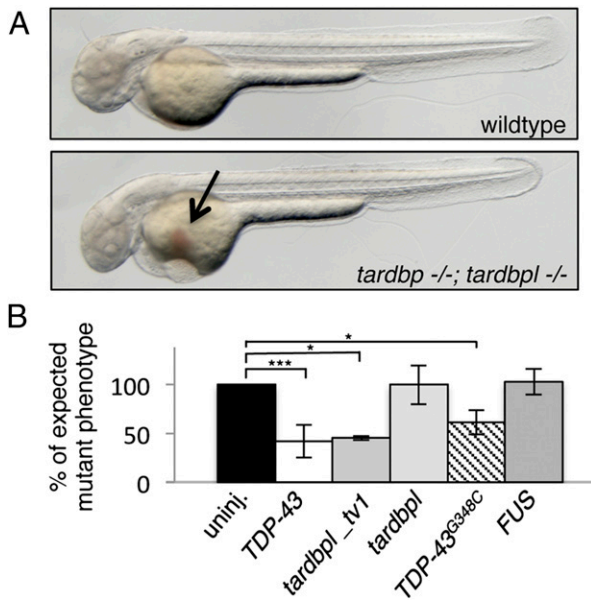 A
wildtype
tardbp -/-; tardbpl -/-
B
% of expected
mutant phenotype
100
50
0
***
*
*
uninj.
TDP-43
tardbpl_tv1
tardbpl
TDP-43G348C
FUS